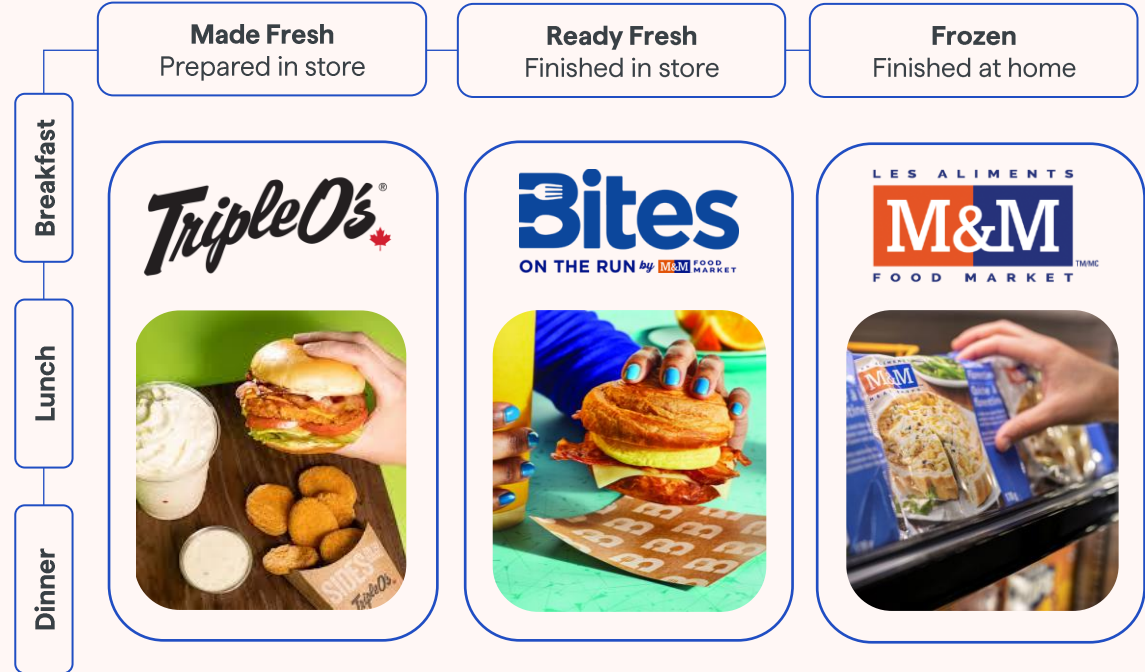 Made Fresh
Prepared in store
Ready Fresh
Finished in store
Frozen
Finished at home
Breakfast
Lunch
Dinner
TripleO's®
Bites
ON THE RUN by M&M FOOD MARKET
LES ALIMENTS
M&M
TM/MC
FOOD MARKET
SIDES
TripleO's
M&M